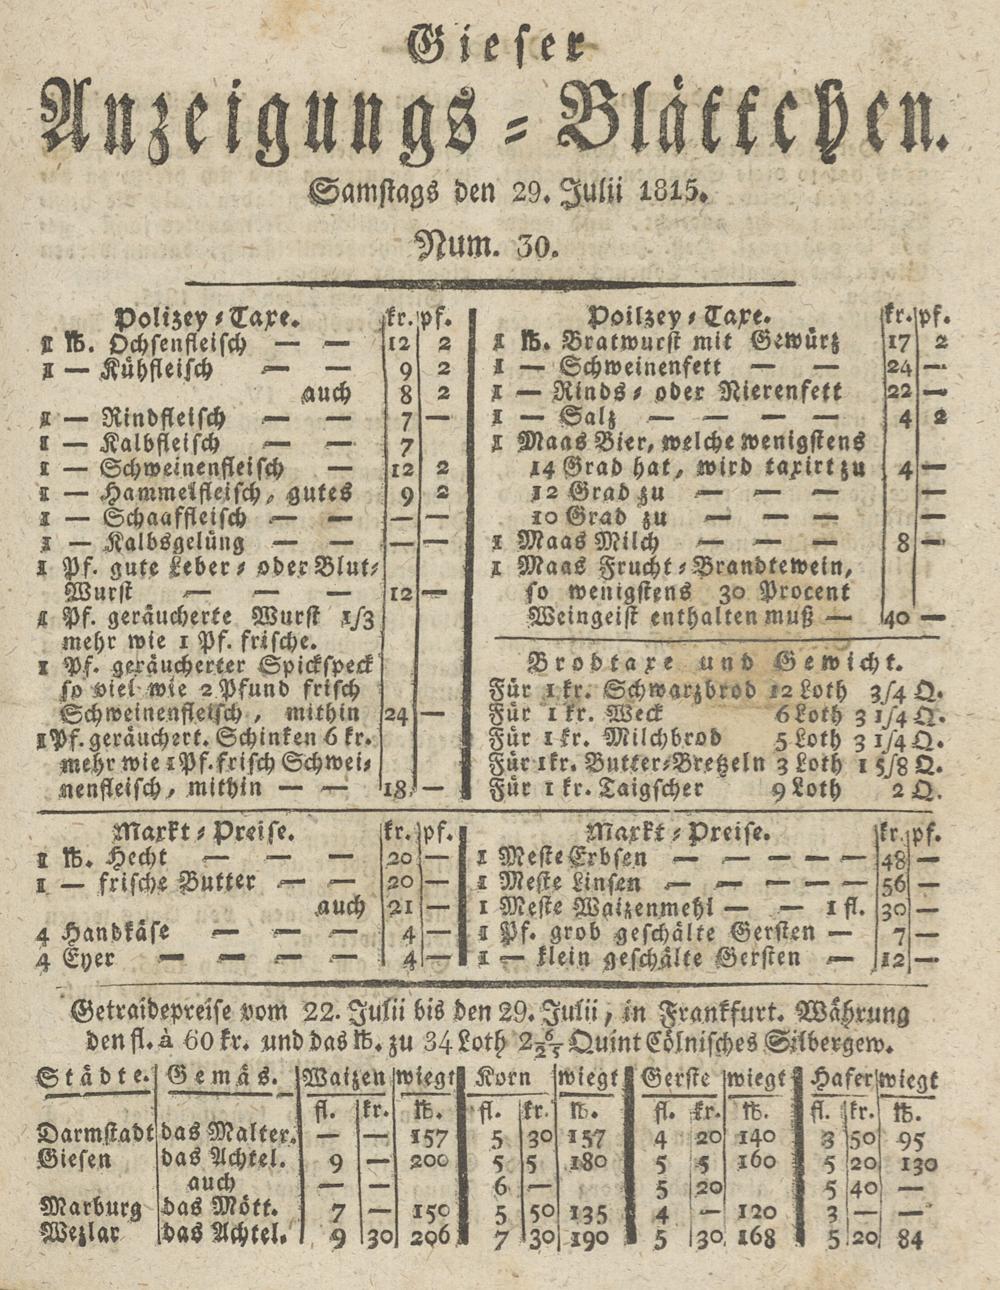 Gieser
Anzeigungs-Blättchen.
Samstags den 29. Julii 1815.
Num. 30.
Polizey-Taxe. kr. pf.
1 ℔. Ochsenfleisch — — 12 2
1 — Kühfleisch — — 9 2
auch 8 2
1 — Rindfleisch — — 7 —
1 — Kalbfleisch — — 7
1 — Schweinenfleisch — 12 2
1 — Hammelfleisch, gutes 9 2
1 — Schaaffleisch — — — —
1 — Kalbsgelüng — — — —
1 Pf. gute Leber- oder Blut-
Wurst — — — 12 —
1 Pf. geräucherte Wurst 1/3
mehr wie 1 Pf. frische.
1 Pf. geräucherter Spickspeck
so viel wie 2 Pfund frisch
Schweinenfleisch, mithin 24 —
1 Pf. geräuchert. Schinken 6 kr.
mehr wie 1 Pf. frisch Schwei-
nenfleisch, mithin — — 18 —
Poilzey-Taxe. kr. pf.
1 ℔. Bratwurst mit Gewürz 17 2
1 — Schweinenfett — — 24 —
1 — Rinds- oder Nierenfett 22 —
1 — Salz — — — — 4 2
1 Maas Bier, welche wenigstens
14 Grad hat, wird taxirt zu 4 —
12 Grad zu — — — —
10 Grad zu — — — —
1 Maas Milch — — — 8 —
1 Maas Frucht-Brandtewein,
so wenigstens 30 Procent
Weingeist enthalten muß — 40 —
Brodtaxe und Gewicht.
Für 1 kr. Schwarzbrod 12 Loth 3/4 Q.
Für 1 kr. Weck 6 Loth 3 1/4 Q.
Für 1 kr. Milchbrod 5 Loth 3 1/4 Q.
Für 1 kr. Butter-Bretzeln 3 Loth 1 5/8 Q.
Für 1 kr. Taigscher 9 Loth 2 Q.
Markt-Preise. kr. pf.
1 ℔. Hecht — — — 20 —
1 — frische Butter — — 20 —
auch 21 —
4 Handkäse — — — 4 —
4 Eyer — — — — 4 —
Markt-Preise. kr. pf.
1 Meste Erbsen — — — — — 48 —
1 Meste Linsen — — — — — 56 —
1 Meste Waizenmehl — — 1 fl. 30 —
1 Pf. grob geschälte Gersten — 7 —
1 — klein geschälte Gersten — 12 —
Getraidepreise vom 22. Julii bis den 29. Julii, in Frankfurt. Währung
den fl. à 60 kr. und das ℔. zu 34 Loth 2 6/25 Quint Cölnisches Silbergew.
Städte. Gemäs. Waizen wiegt Korn wiegt Gerste wiegt Hafer wiegt
fl. kr. ℔. fl. kr. ℔. fl. kr. ℔. fl. kr. ℔.
Darmstadt das Malter. — — 157 5 30 157 4 20 140 3 50 95
Giesen das Achtel. 9 — 200 5 5 180 5 5 160 5 20 130
auch — — 6 — 5 20 5 40 —
Marburg das Mött. 7 — 150 5 50 135 4 — 120 3 — —
Wezlar das Achtel. 9 30 206 7 30 190 5 30 168 5 20 84